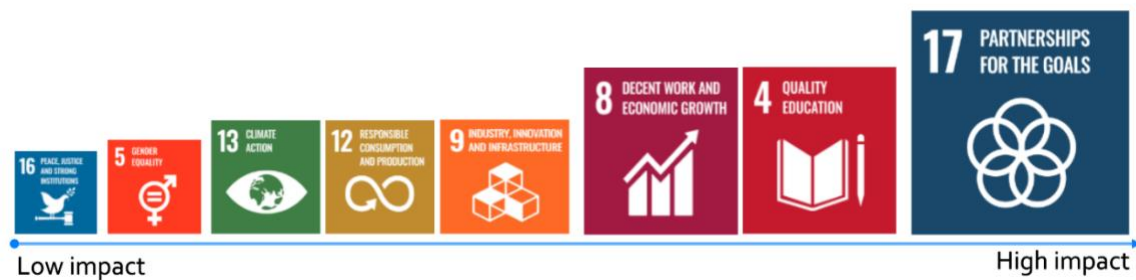 16 PEACE, JUSTICE
AND STRONG
INSTITUTIONS
5 GENDER
EQUALITY
13 CLIMATE
ACTION
12 RESPONSIBLE
CONSUMPTION
AND PRODUCTION
9 INDUSTRY, INNOVATION
AND INFRASTRUCTURE
8 DECENT WORK AND
ECONOMIC GROWTH
4 QUALITY
EDUCATION
17 PARTNERSHIPS
FOR THE GOALS
Low impact
High impact